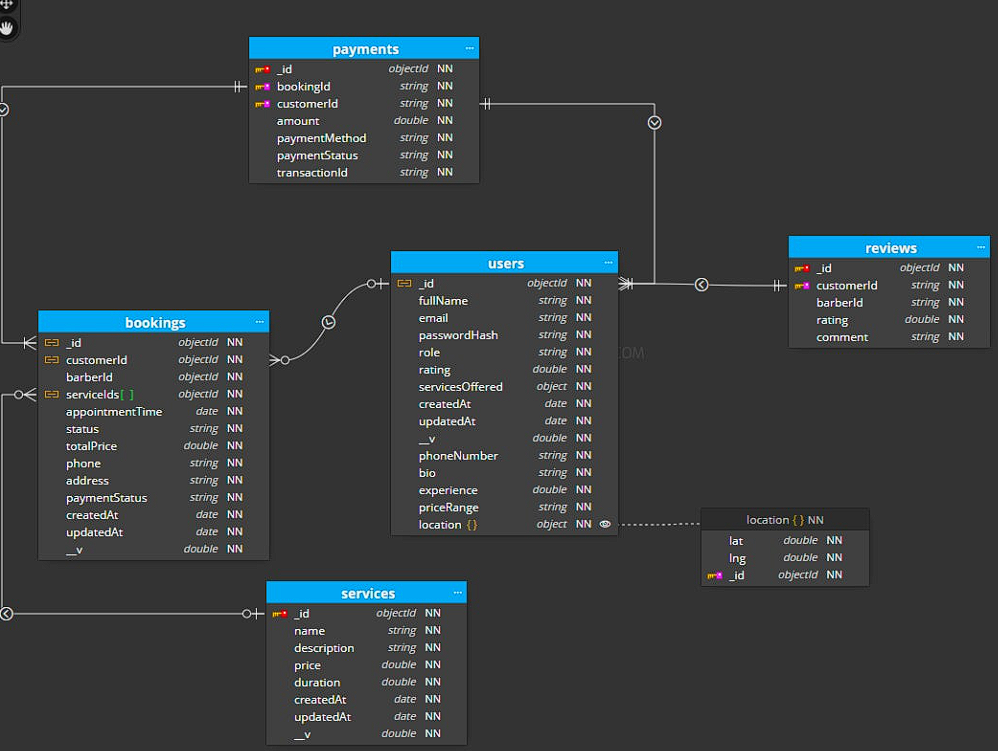 payments ...
_id objectId NN
bookingId string NN
customerId string NN
amount double NN
paymentMethod string NN
paymentStatus string NN
transactionId string NN
users ...
_id objectId NN
fullName string NN
email string NN
passwordHash string NN
role string NN
rating double NN
servicesOffered object NN
createdAt date NN
updatedAt date NN
__v double NN
phoneNumber string NN
bio string NN
experience double NN
priceRange string NN
location { } object NN
.COM
reviews ...
_id objectId NN
customerId string NN
barberId string NN
rating double NN
comment string NN
bookings ...
_id objectId NN
customerId objectId NN
barberId objectId NN
serviceIds[ ] objectId NN
appointmentTime date NN
status string NN
totalPrice double NN
phone string NN
address string NN
paymentStatus string NN
createdAt date NN
updatedAt date NN
__v double NN
location { } NN
lat double NN
lng double NN
_id objectId NN
services ...
_id objectId NN
name string NN
description string NN
price double NN
duration double NN
createdAt date NN
updatedAt date NN
__v double NN